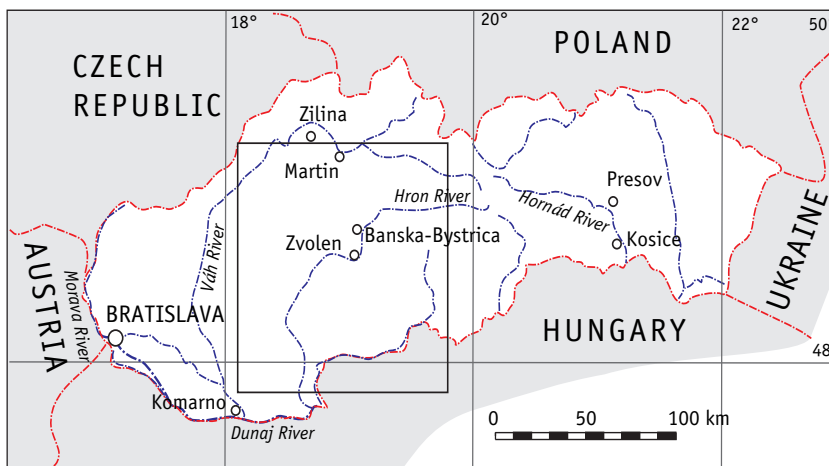 18°
20°
22°
50
CZECH
REPUBLIC
POLAND
Zilina
Martin
Presov
Hron River
Hornád River
Banska-Bystrica
Zvolen
Kosice
Váh River
UKRAINE
AUSTRIA
Morava River
BRATISLAVA
HUNGARY
48
Komarno
Dunaj River
0 50 100 km